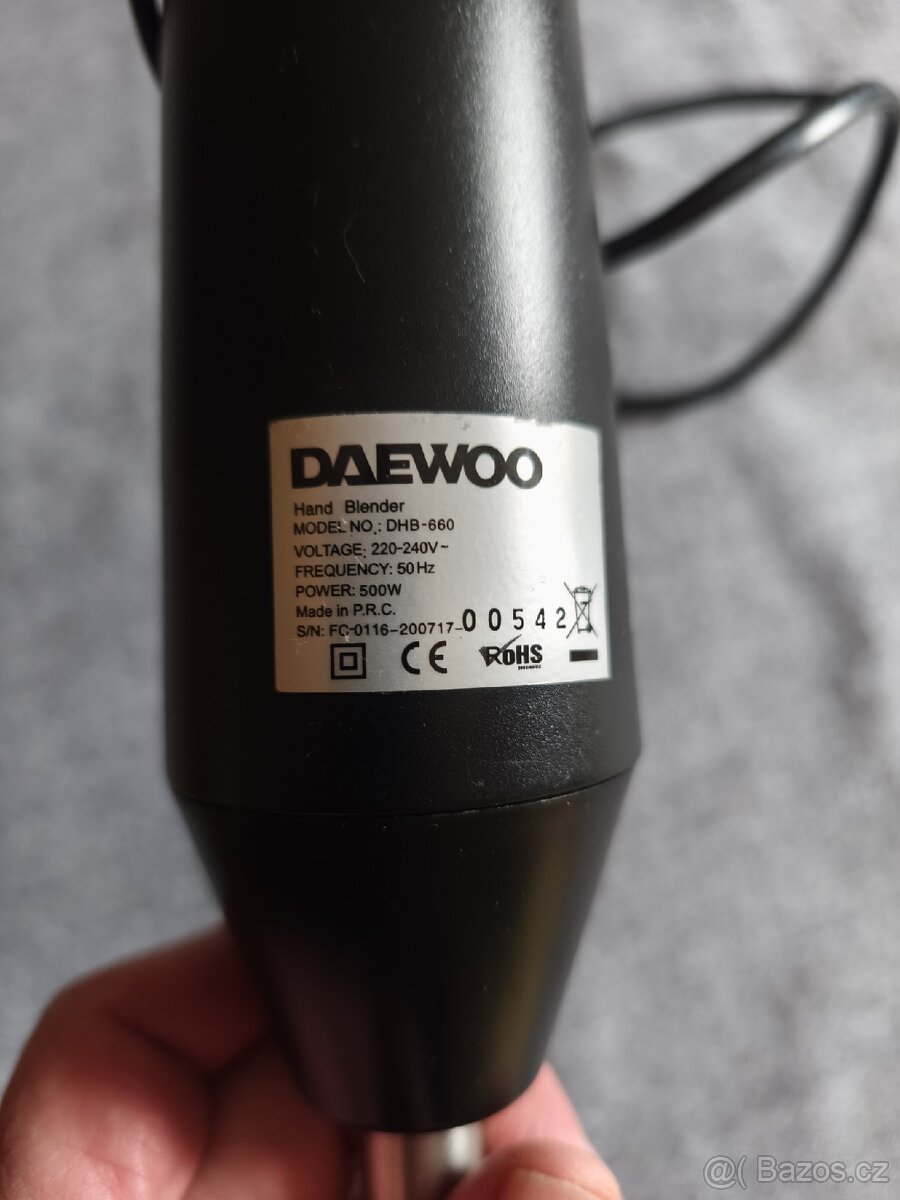 DAEWOO
Hand Blender
MODEL NO.: DHB-660
VOLTAGE: 220-240V~
FREQUENCY: 50Hz
POWER: 500W
Made in P.R.C.
S/N: FC-0116-200717-00542
CE RoHS
@( Bazos.cz